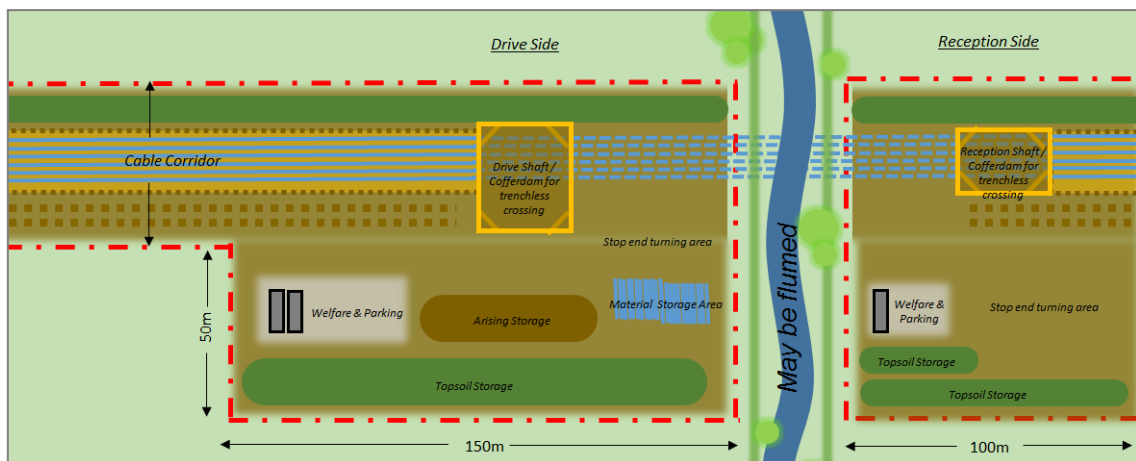 Drive Side
Reception Side
Cable Corridor
Drive Shaft /
Cofferdam for
trenchless
crossing
Reception Shaft /
Cofferdam for
trenchless
crossing
Stop end turning area
50m
Welfare & Parking
Arising Storage
Material Storage Area
Topsoil Storage
May be flumed
Welfare &
Parking
Stop end turning area
Topsoil Storage
Topsoil Storage
150m
100m